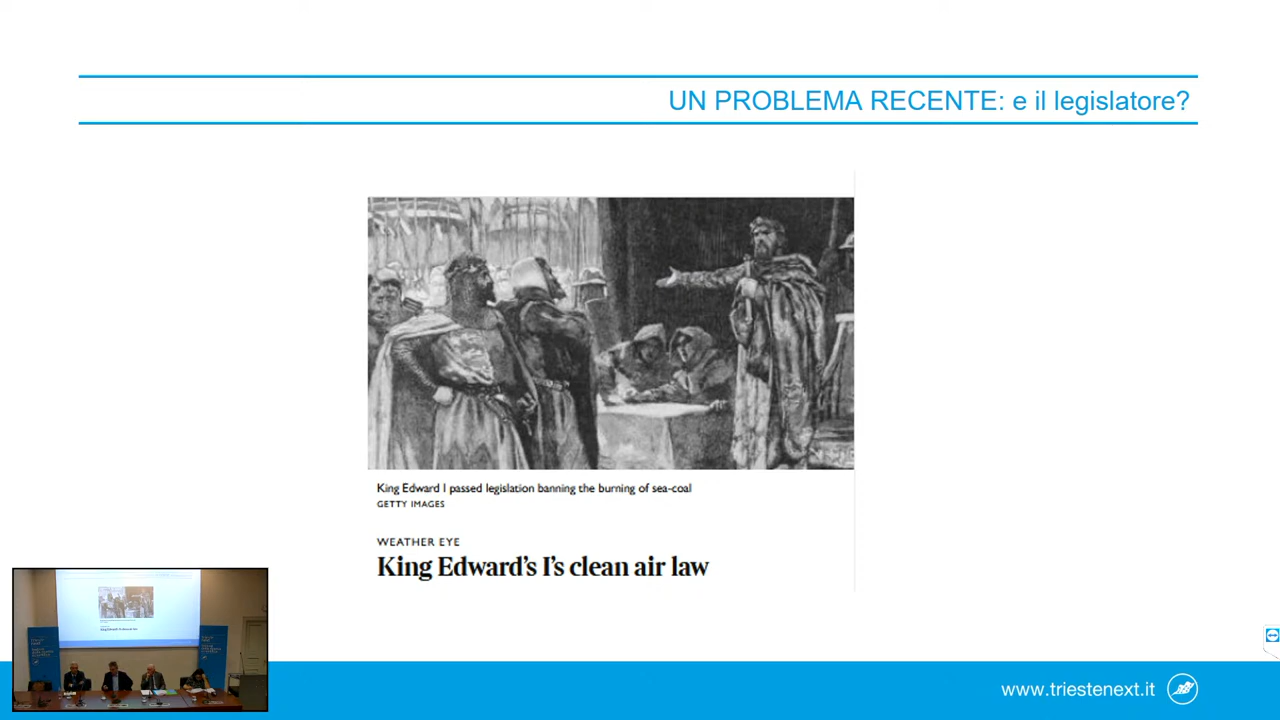 UN PROBLEMA RECENTE: e il legislatore?
King Edward I passed legislation banning the burning of sea-coal
GETTY IMAGES
WEATHER EYE
King Edward's I's clean air law
www.triestenext.it